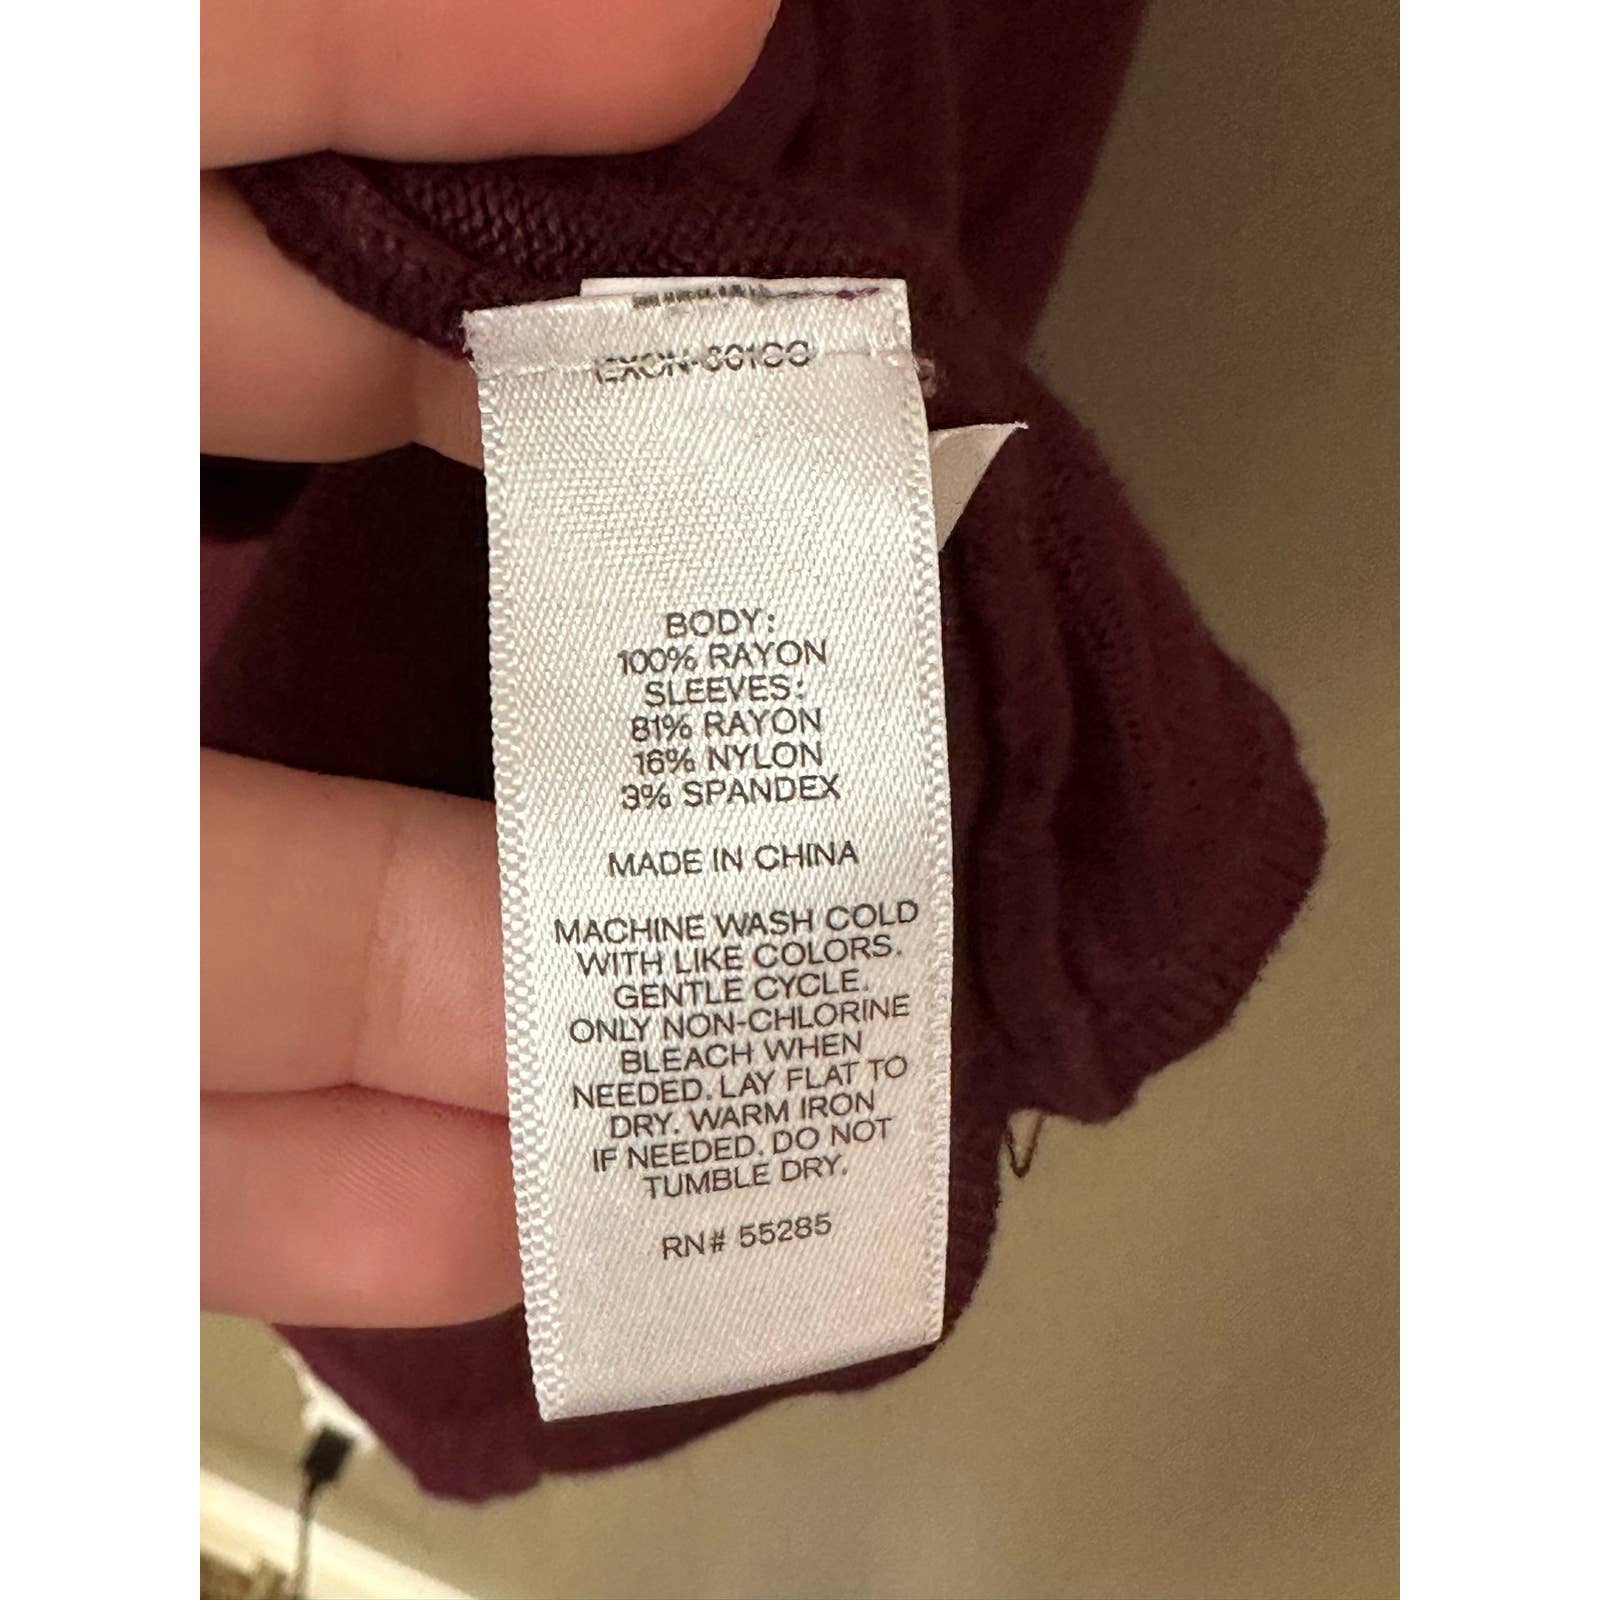 BODY:
100% RAYON
SLEEVES:
81% RAYON
16% NYLON
3% SPANDEX
MADE IN CHINA
MACHINE WASH COLD
WITH LIKE COLORS.
GENTLE CYCLE.
ONLY NON-CHLORINE
BLEACH WHEN
NEEDED. LAY FLAT TO
DRY. WARM IRON
IF NEEDED. DO NOT
TUMBLE DRY.
RN# 55285